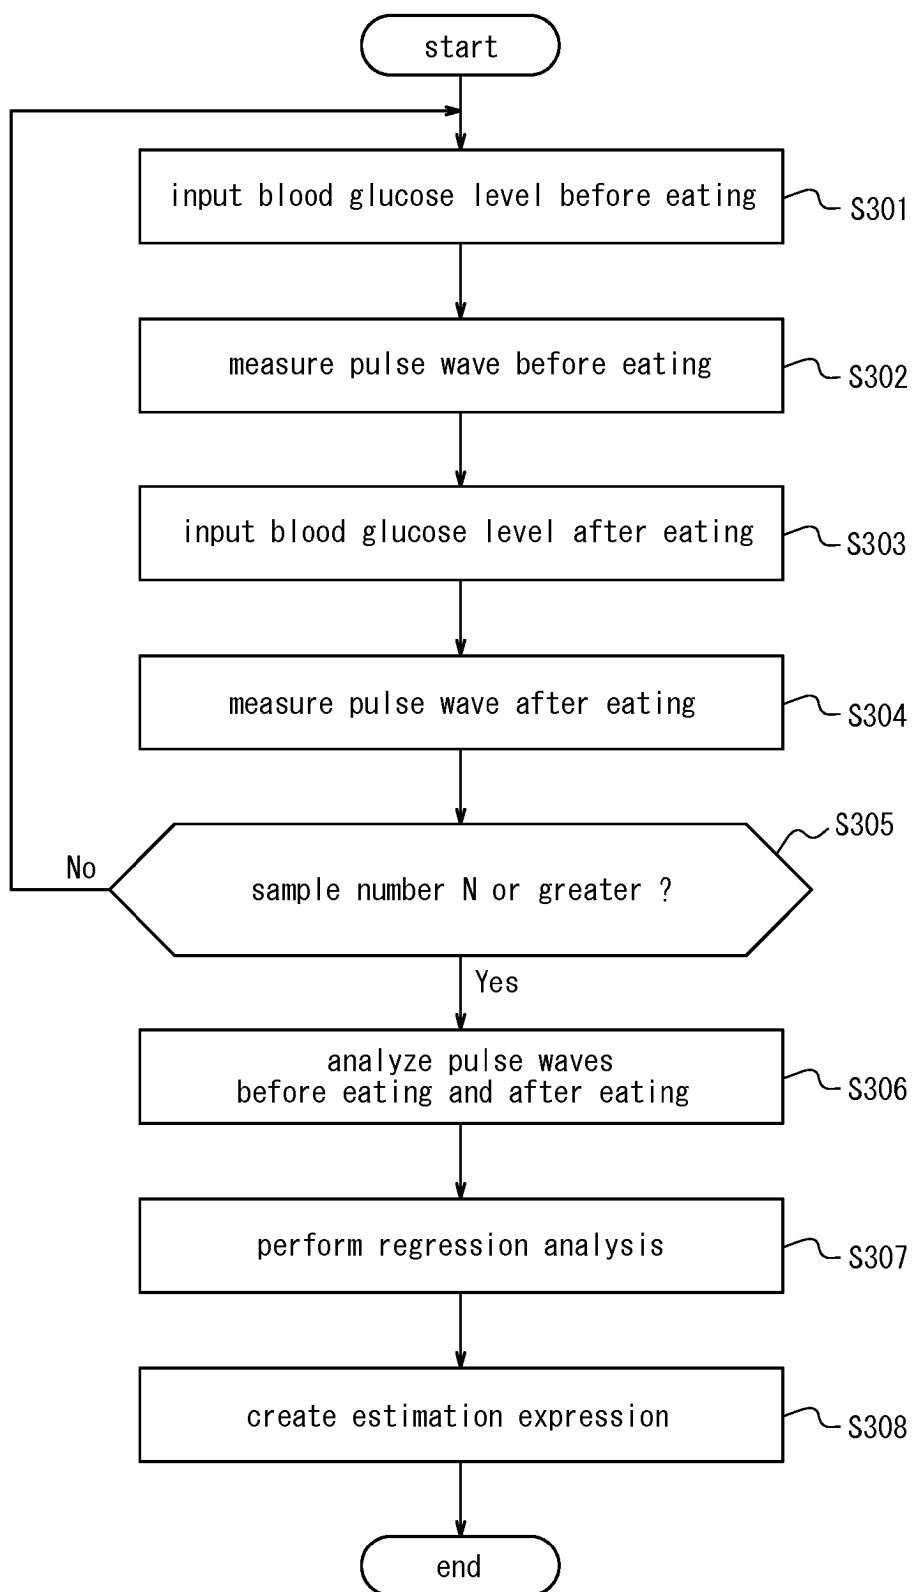 start
input blood glucose level before eating
S301
measure pulse wave before eating
S302
input blood glucose level after eating
S303
measure pulse wave after eating
S304
S305
No
sample number N or greater ?
Yes
analyze pulse waves
before eating and after eating
S306
perform regression analysis
S307
create estimation expression
S308
end